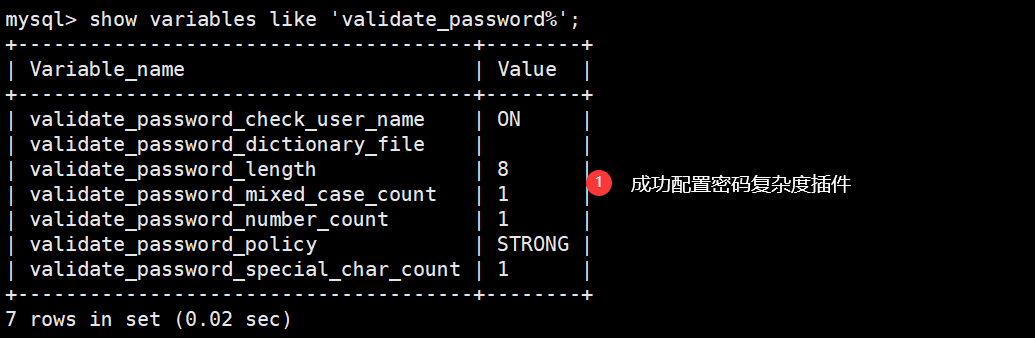 mysql> show variables like 'validate_password%';
+--------------------------------------+--------+
| Variable_name                        | Value  |
+--------------------------------------+--------+
| validate_password_check_user_name    | ON     |
| validate_password_dictionary_file    |        |
| validate_password_length             | 8      |
| validate_password_mixed_case_count   | 1      |
| validate_password_number_count       | 1      |
| validate_password_policy             | STRONG |
| validate_password_special_char_count | 1      |
+--------------------------------------+--------+
7 rows in set (0.02 sec)
1 成功配置密码复杂度插件